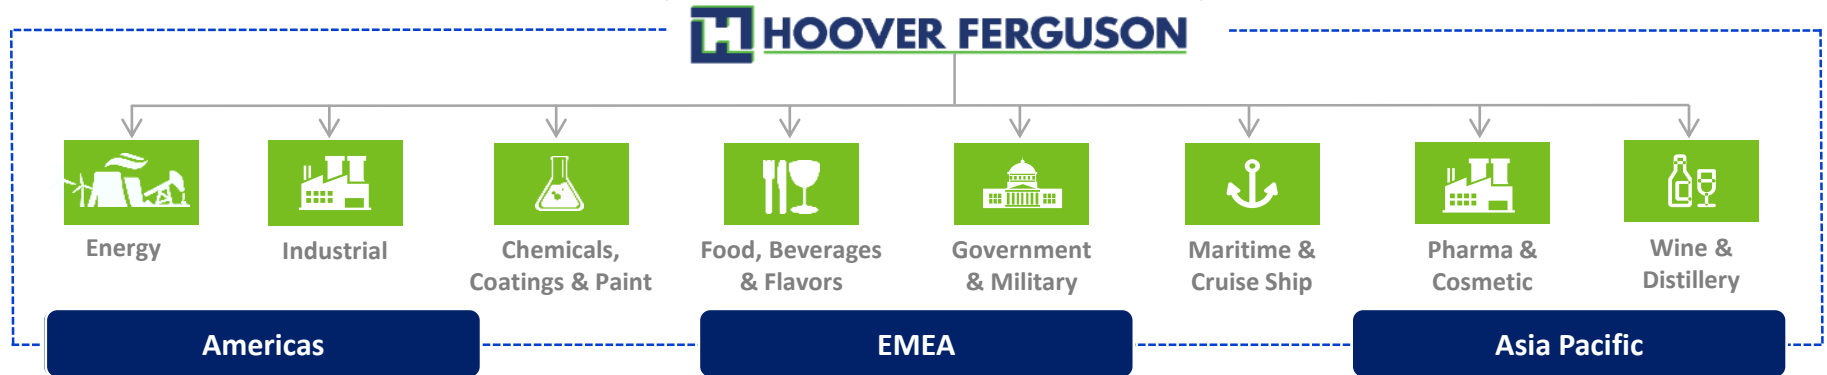 HOOVER FERGUSON
Energy
Industrial
Chemicals,
Coatings & Paint
Food, Beverages
& Flavors
Government
& Military
Maritime &
Cruise Ship
Pharma &
Cosmetic
Wine &
Distillery
Americas
EMEA
Asia Pacific